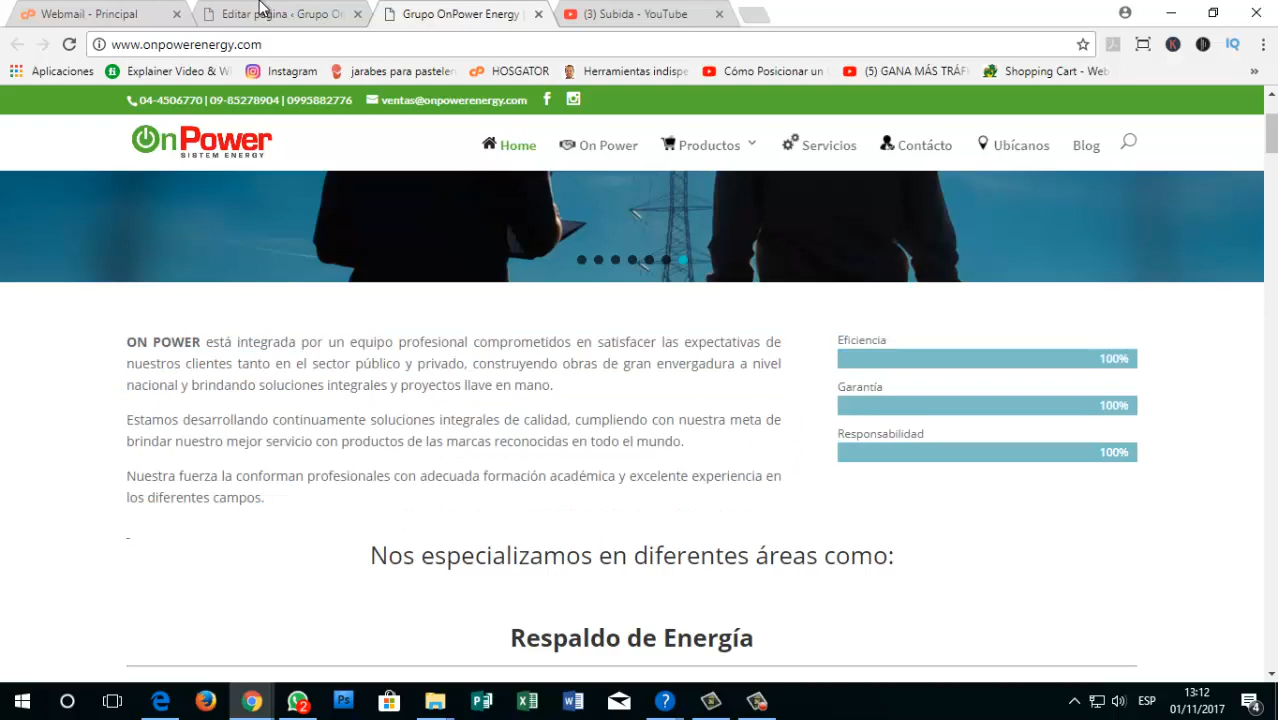 Webmail - Principal
Editar página ‹ Grupo On
Grupo OnPower Energy |
(3) Subida - YouTube
www.onpowerenergy.com
Aplicaciones
Explainer Video & Wi
Instagram
jarabes para pasteler
HOSGATOR
Herramientas indispe
Cómo Posicionar un
(5) GANA MÁS TRÁF
Shopping Cart - Web
»
04-4506770 | 09-85278904 | 0995882776
ventas@onpowerenergy.com
OnPower
SISTEM ENERGY
Home
On Power
Productos
Servicios
Contácto
Ubícanos
Blog
ON POWER está integrada por un equipo profesional comprometidos en satisfacer las expectativas de
nuestros clientes tanto en el sector público y privado, construyendo obras de gran envergadura a nivel
nacional y brindando soluciones integrales y proyectos llave en mano.
Estamos desarrollando continuamente soluciones integrales de calidad, cumpliendo con nuestra meta de
brindar nuestro mejor servicio con productos de las marcas reconocidas en todo el mundo.
Nuestra fuerza la conforman profesionales con adecuada formación académica y excelente experiencia en
los diferentes campos.
Eficiencia
100%
Garantía
100%
Responsabilidad
100%
Nos especializamos en diferentes áreas como:
Respaldo de Energía
ESP
13:12
01/11/2017